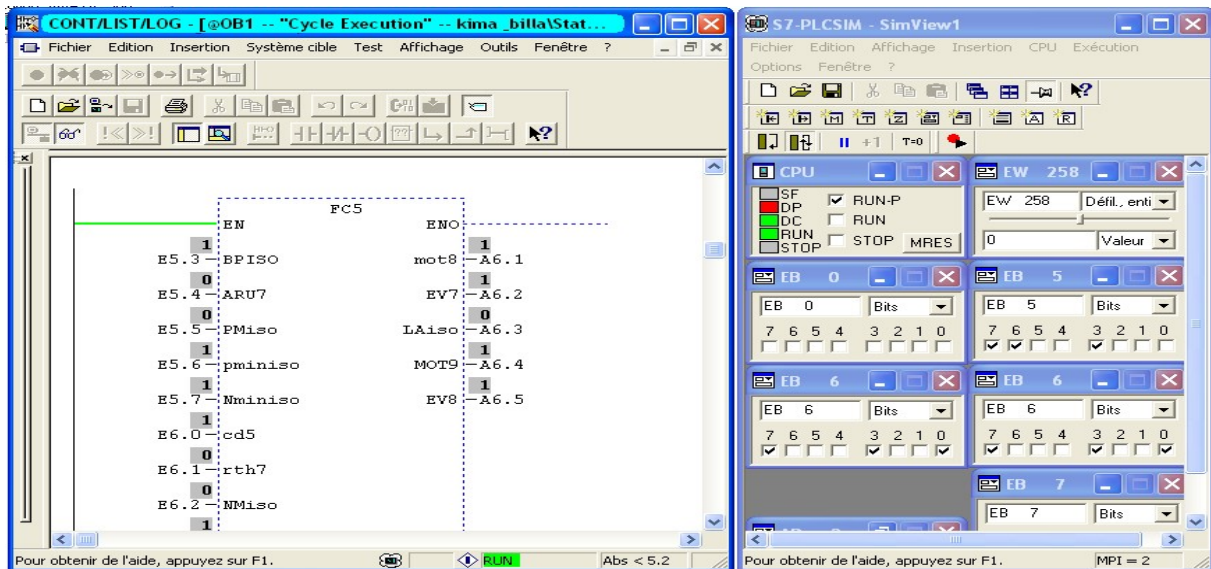 CONT/LIST/LOG - [@OB1 -- "Cycle Execution" -- kima _billa\Stat...
Fichier Edition Insertion Système cible Test Affichage Outils Fenêtre ?
FC5
EN ENO
1 1
E5.3 BPISO mot8 A6.1
0 1
E5.4 ARU7 EV7 A6.2
0 0
E5.5 PMiso LAiso A6.3
1 1
E5.6 pminiso MOT9 A6.4
1 1
E5.7 Nminiso EV8 A6.5
1
E6.0 cd5
0
E6.1 rth7
0
E6.2 NMiso
1
Pour obtenir de l'aide, appuyez sur F1. RUN Abs < 5.2
S7-PLCSIM - SimView1
Fichier Edition Affichage Insertion CPU Exécution
Options Fenêtre ?
+1 T=0
CPU
SF
DP
DC
RUN
STOP
RUN-P
RUN
STOP MRES
EW 258
EW 258 Défil., enti
0 Valeur
EB 0
EB 0 Bits
7 6 5 4 3 2 1 0
EB 5
EB 5 Bits
7 6 5 4 3 2 1 0
EB 6
EB 6 Bits
7 6 5 4 3 2 1 0
EB 6
EB 6 Bits
7 6 5 4 3 2 1 0
EB 7
EB 7 Bits
Pour obtenir de l'aide, appuyez sur F1. MPI = 2